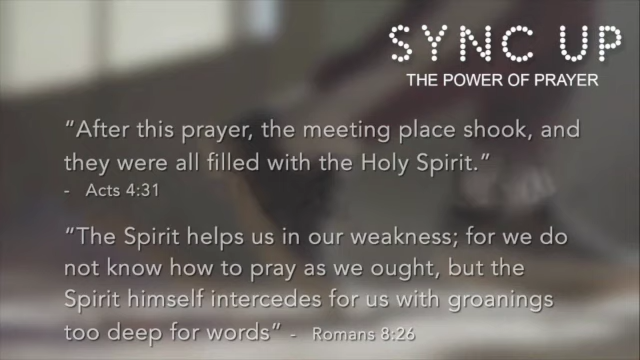 SYNC UP
THE POWER OF PRAYER
“After this prayer, the meeting place shook, and
they were all filled with the Holy Spirit.”
- Acts 4:31
“The Spirit helps us in our weakness; for we do
not know how to pray as we ought, but the
Spirit himself intercedes for us with groanings
too deep for words” - Romans 8:26